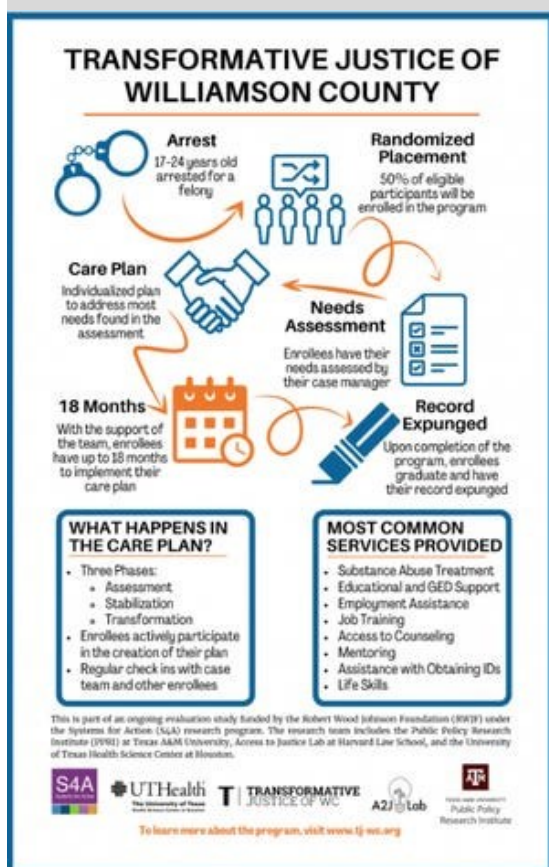 TRANSFORMATIVE JUSTICE OF
WILLIAMSON COUNTY
Arrest
17-24 years old
arrested for a
felony
Randomized
Placement
50% of eligible
participants will be
enrolled in the program
Care Plan
Individualized plan
to address most
needs found in the
assessment
Needs
Assessment
Enrollees have their
needs assessed by
their case manager
18 Months
With the support of
the team, enrollees
have up to 18 months
to implement their
care plan
Record
Expunged
Upon completion of the
program, enrollees
graduate and have
their record expunged
WHAT HAPPENS IN
THE CARE PLAN?
• Three Phases:
Assessment
Stabilization
Transformation
• Enrollees actively participate
in the creation of their plan
• Regular check ins with case
team and other enrollees
MOST COMMON
SERVICES PROVIDED
• Substance Abuse Treatment
• Educational and GED Support
• Employment Assistance
• Job Training
• Access to Counseling
• Mentoring
• Assistance with Obtaining IDs
• Life Skills
This is part of an ongoing evaluation study funded by the Robert Wood Johnson Foundation (RWJF) under
the Systems for Action (S4A) research program. The research team includes the Public Policy Research
Institute (PPRI) at Texas A&M University, Access to Justice Lab at Harvard Law School, and the University
of Texas Health Science Center at Houston.
S4A
UTHealth
The University of Texas
TRANSFORMATIVE
JUSTICE OF WC
A2J Lab
ATM
TEXAS A&M UNIVERSITY
Public Policy
Research Institute
To learn more about the program, visit www.tj-wc.org